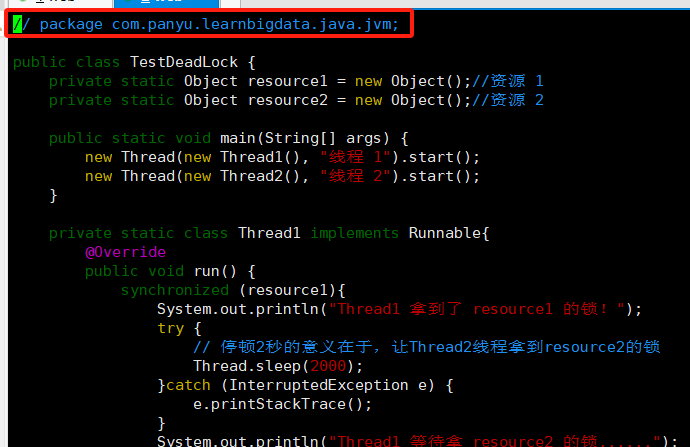 // package com.panyu.learnbigdata.java.jvm;
public class TestDeadLock {
    private static Object resource1 = new Object();//资源 1
    private static Object resource2 = new Object();//资源 2
    public static void main(String[] args) {
        new Thread(new Thread1(), "线程 1").start();
        new Thread(new Thread2(), "线程 2").start();
    }
    private static class Thread1 implements Runnable{
        @Override
        public void run() {
            synchronized (resource1){
                System.out.println("Thread1 拿到了 resource1 的锁！");
                try {
                    // 停顿2秒的意义在于，让Thread2线程拿到resource2的锁
                    Thread.sleep(2000);
                }catch (InterruptedException e) {
                    e.printStackTrace();
                }
                System.out.println("Thread1 等待拿 resource2 的锁......");